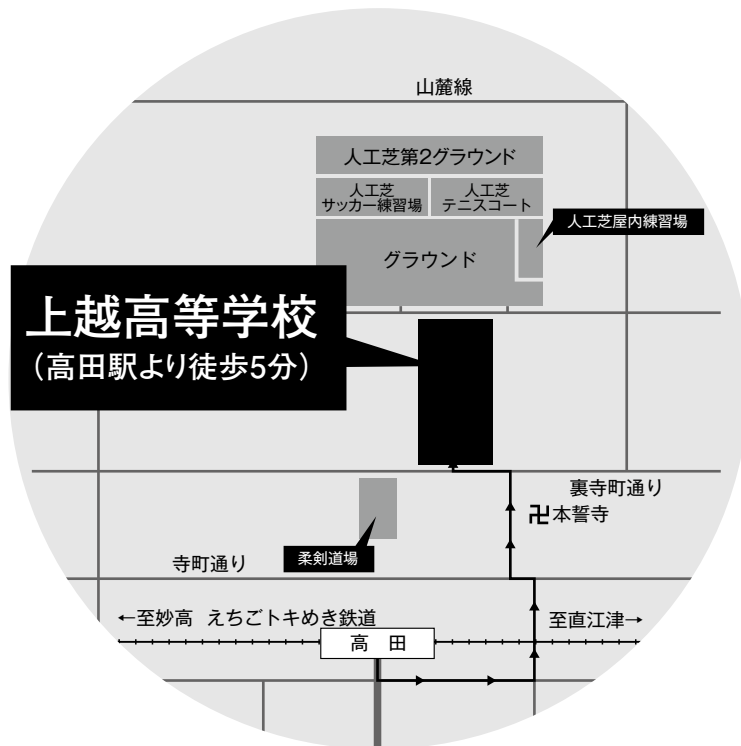 山麓線
人工芝第2グラウンド
人工芝
サッカー練習場
人工芝
テニスコート
人工芝屋内練習場
グラウンド
上越高等学校
(高田駅より徒歩5分)
裏寺町通り
卍本誓寺
柔剣道場
寺町通り
←至妙高 えちごトキめき鉄道
至直江津→
高 田